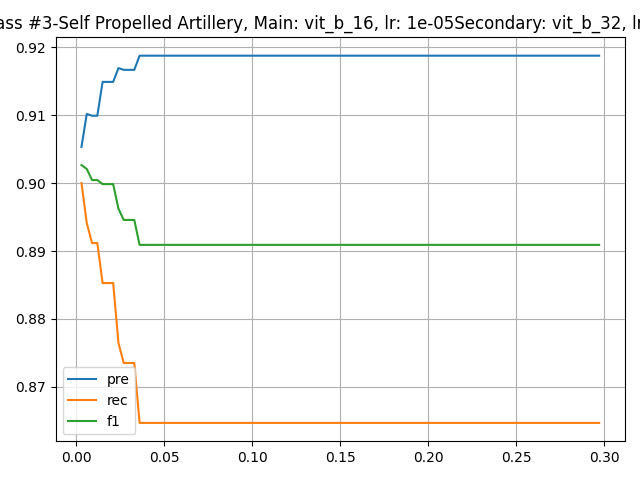 ass #3-Self Propelled Artillery, Main: vit_b_16, lr: 1e-05Secondary: vit_b_32, lr
0.92
0.91
0.90
0.89
0.88
0.87
pre
rec
f1
0.00 0.05 0.10 0.15 0.20 0.25 0.30